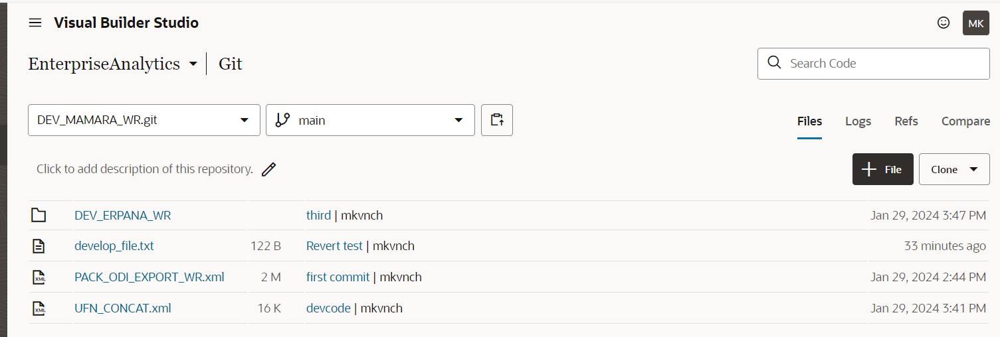 Visual Builder Studio
MK
EnterpriseAnalytics | Git
Search Code
DEV_MAMARA_WR.git
main
Files Logs Refs Compare
Click to add description of this repository.
File
Clone
DEV_ERPANA_WR third | mkvnch Jan 29, 2024 3:47 PM
develop_file.txt 122 B Revert test | mkvnch 33 minutes ago
XML PACK_ODI_EXPORT_WR.xml 2 M first commit | mkvnch Jan 29, 2024 2:44 PM
XML UFN_CONCAT.xml 16 K devcode | mkvnch Jan 29, 2024 3:41 PM